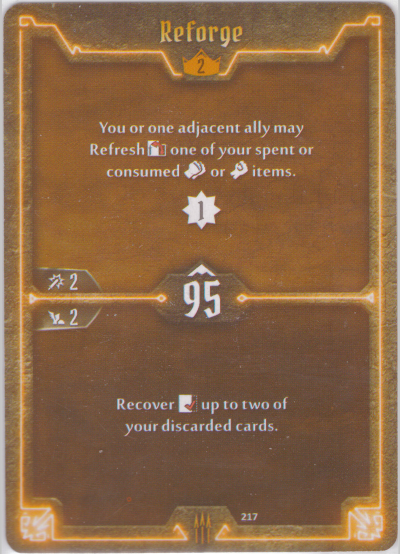 Reforge
2
You or one adjacent ally may
Refresh one of your spent or
consumed or items.
1
2
95
2
Recover up to two of
your discarded cards.
217